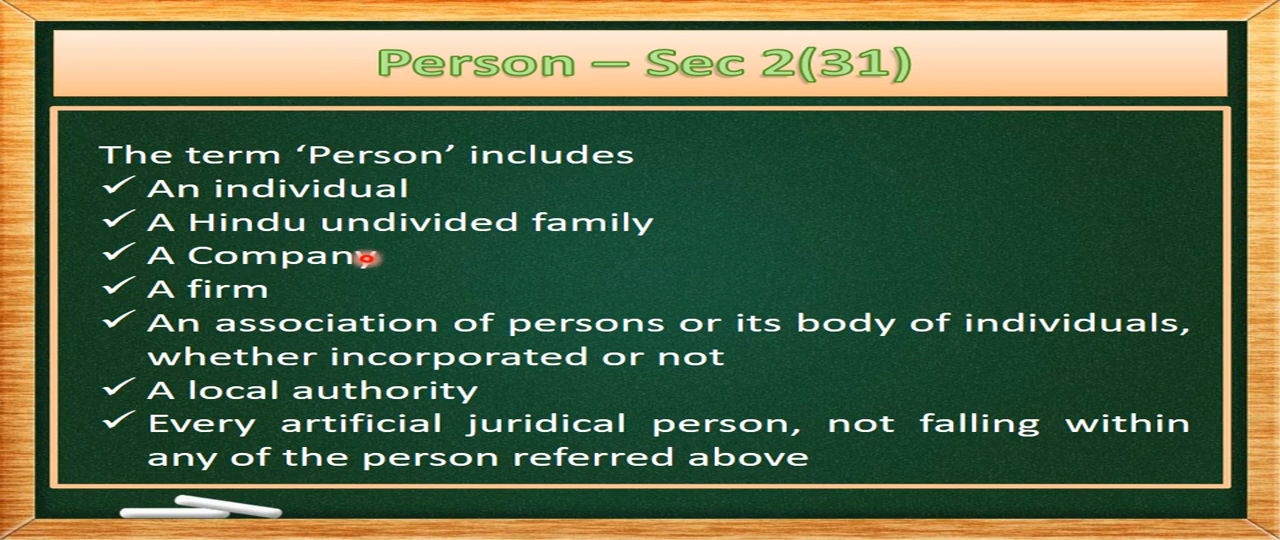 Person – Sec 2(31)
The term ‘Person’ includes
✓ An individual
✓ A Hindu undivided family
✓ A Company
✓ A firm
✓ An association of persons or its body of individuals,
whether incorporated or not
✓ A local authority
✓ Every artificial juridical person, not falling within
any of the person referred above